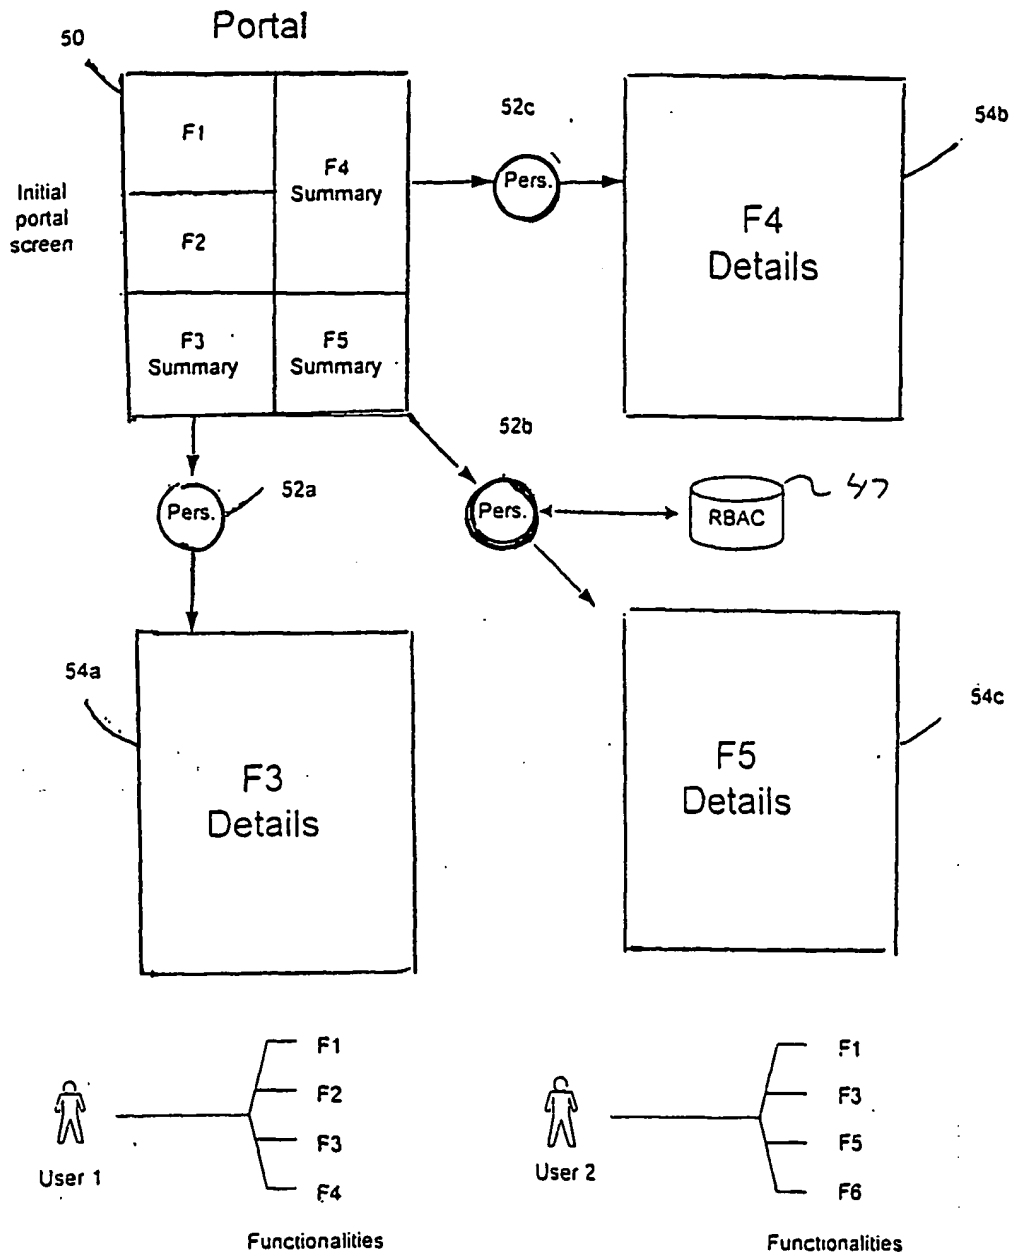 Portal
50
Initial
portal
screen
F1
F2
F4
Summary
F3
Summary
F5
Summary
52c
Pers.
54b
F4
Details
52a
Pers.
52b
Pers.
RBAC
47
54a
F3
Details
54c
F5
Details
User 1
F1
F2
F3
F4
Functionalities
User 2
F1
F3
F5
F6
Functionalities